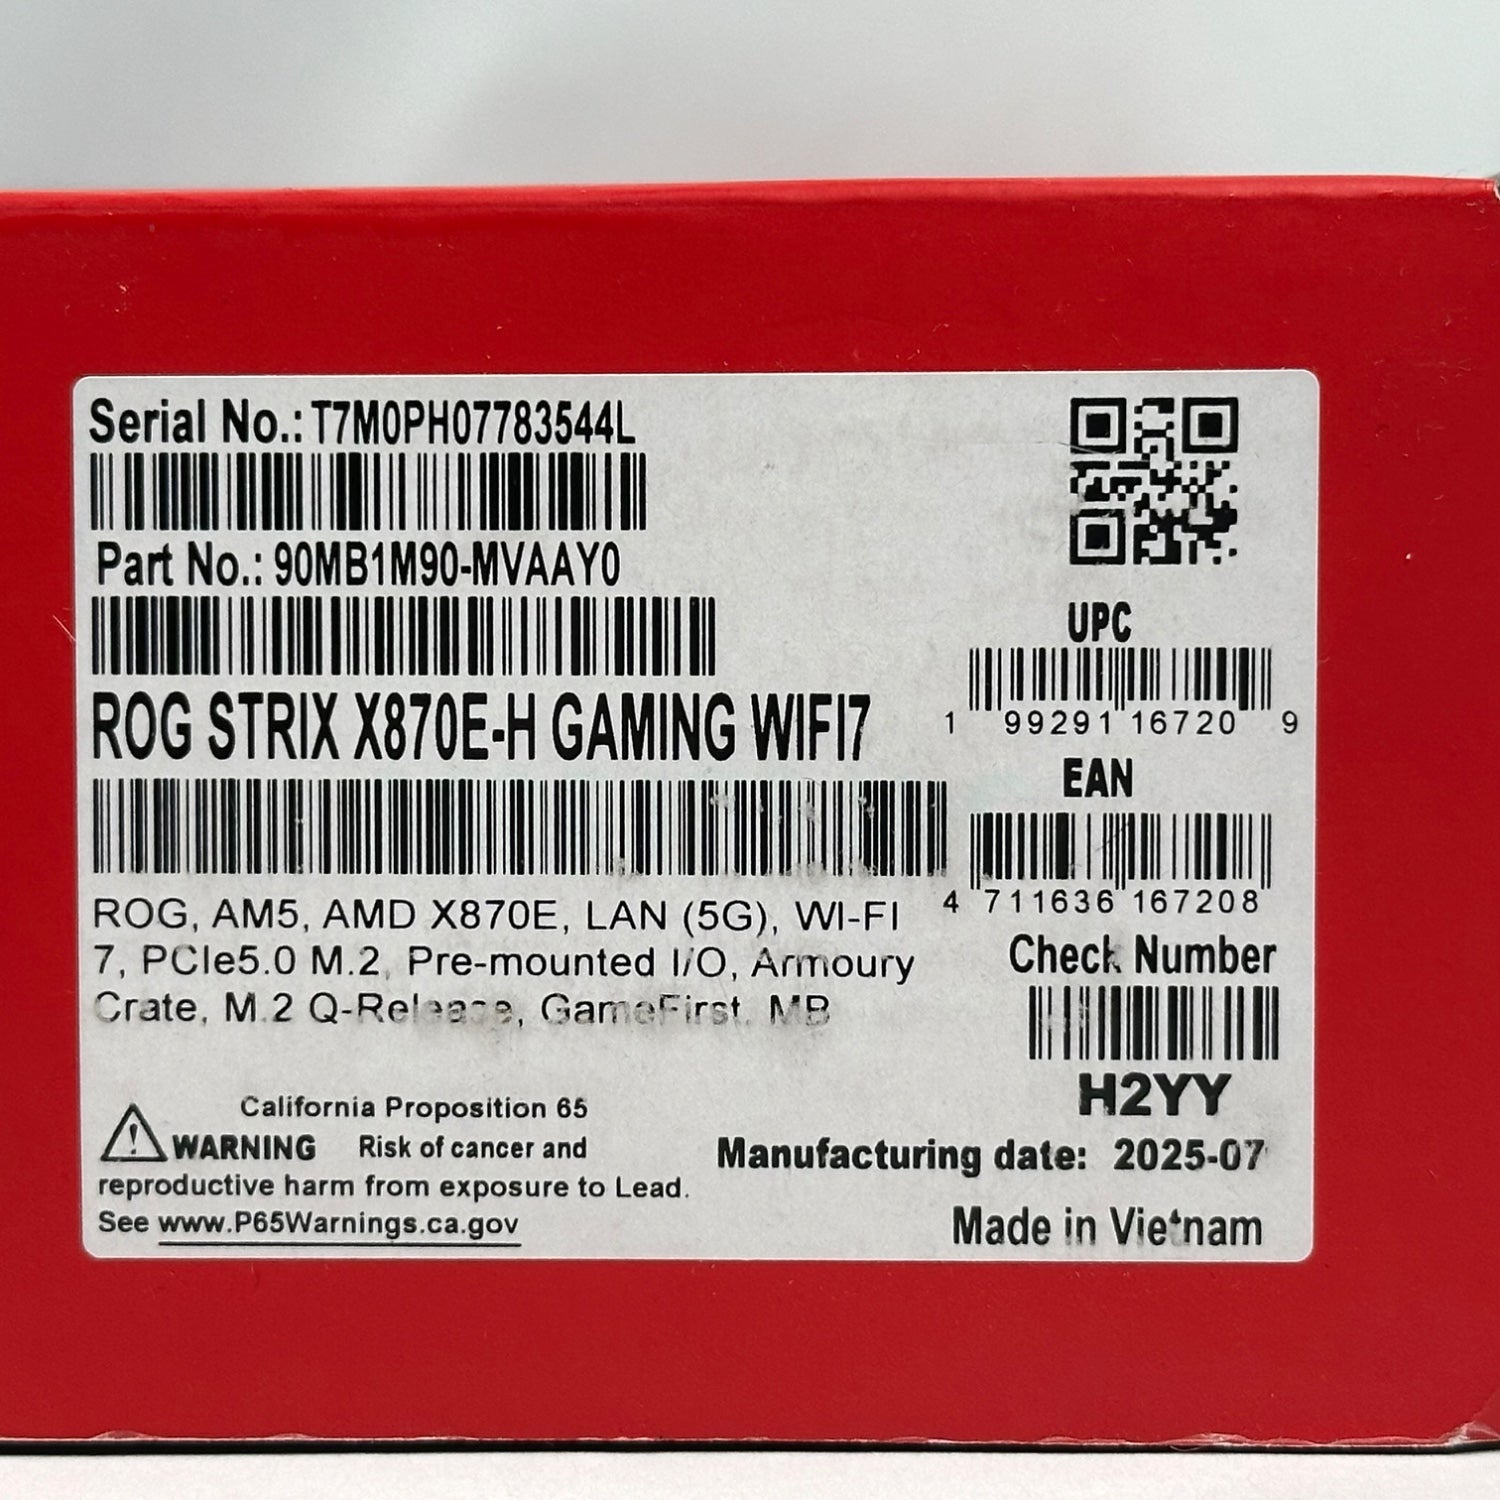 Serial No.: T7M0PH07783544L
Part No.: 90MB1M90-MVAAY0
ROG STRIX X870E-H GAMING WIFI7
ROG, AM5, AMD X870E, LAN (5G), WI-FI
7, PCIe5.0 M.2, Pre-mounted I/O, Armoury
Crate, M.2 Q-Release, GameFirst, MB
California Proposition 65
WARNING Risk of cancer and
reproductive harm from exposure to Lead.
See www.P65Warnings.ca.gov
UPC
1 99291 16720 9
EAN
4 711636 167208
Check Number
H2YY
Manufacturing date: 2025-07
Made in Vietnam